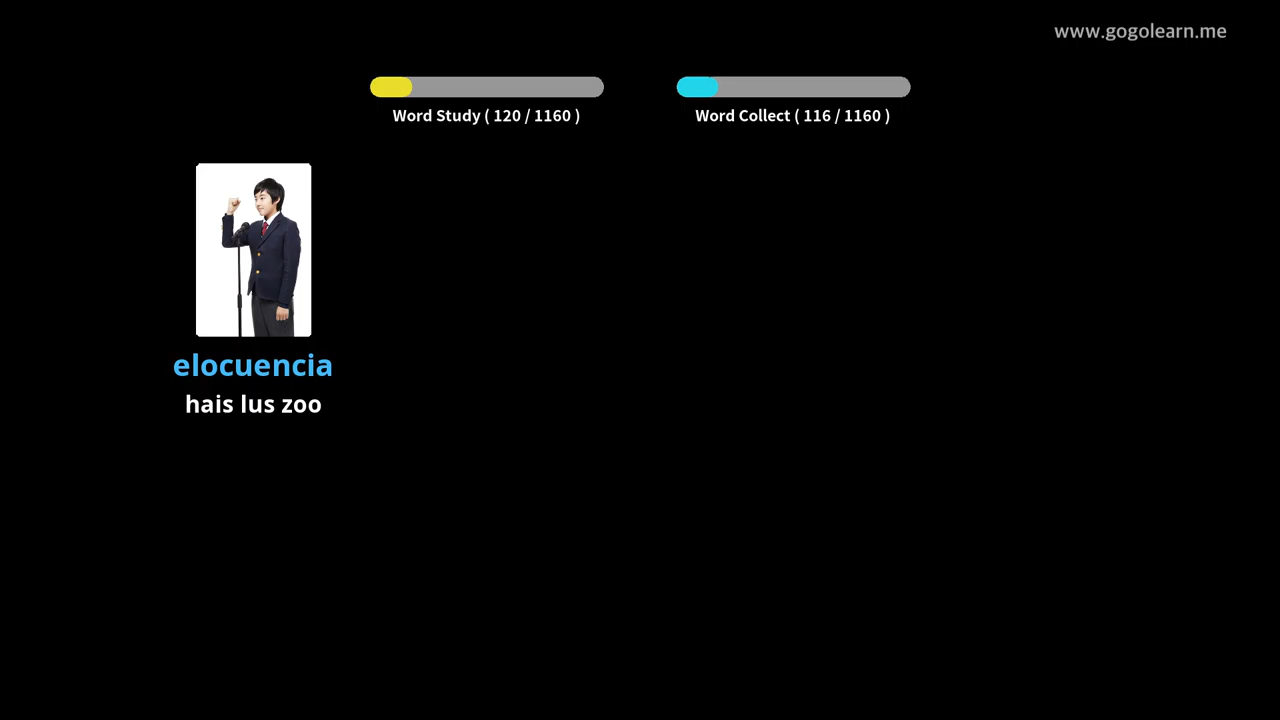 www.gogolearn.me
Word Study ( 120 / 1160 )
Word Collect ( 116 / 1160 )
elocuencia
hais lus zoo